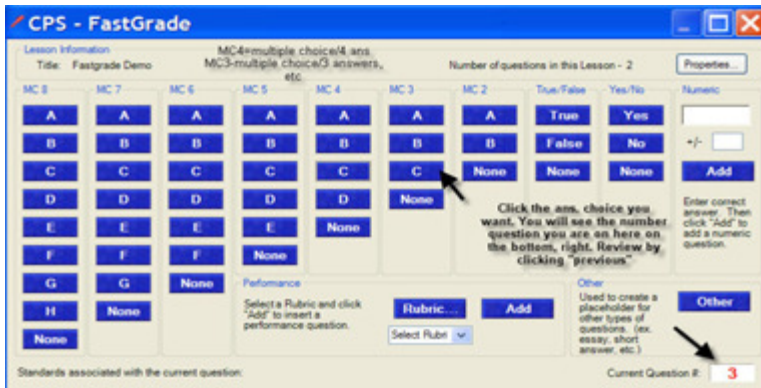 CPS - FastGrade
Lesson Information
Title: Fastgrade Demo
MC4=multiple choice/4 ans
MC3-multiple choice/3 answers,
etc
Number of questions in this Lesson - 2
Properties...
MC 8
A
B
C
D
E
F
G
H
None
MC 7
A
B
C
D
E
F
G
None
MC 6
A
B
C
D
E
F
None
MC 5
A
B
C
D
E
None
MC 4
A
B
C
D
None
MC 3
A
B
C
None
MC 2
A
B
None
True/False
True
False
None
Yes/No
Yes
No
None
Numeric
+/-
Add
Enter correct
answer. Then
click "Add" to
add a numeric
question.
Click the ans, choice you
want. You will see the number
question you are on here on
the bottom, right. Review by
clicking "previous"
Performance
Select a Rubric and click
"Add" to insert a
performance question.
Rubric...
Select Rubri
Add
Other
Used to create a
placeholder for
other types of
questions. (ex.
essay, short
answer, etc.)
Other
Standards associated with the current question:
Current Question #: 3